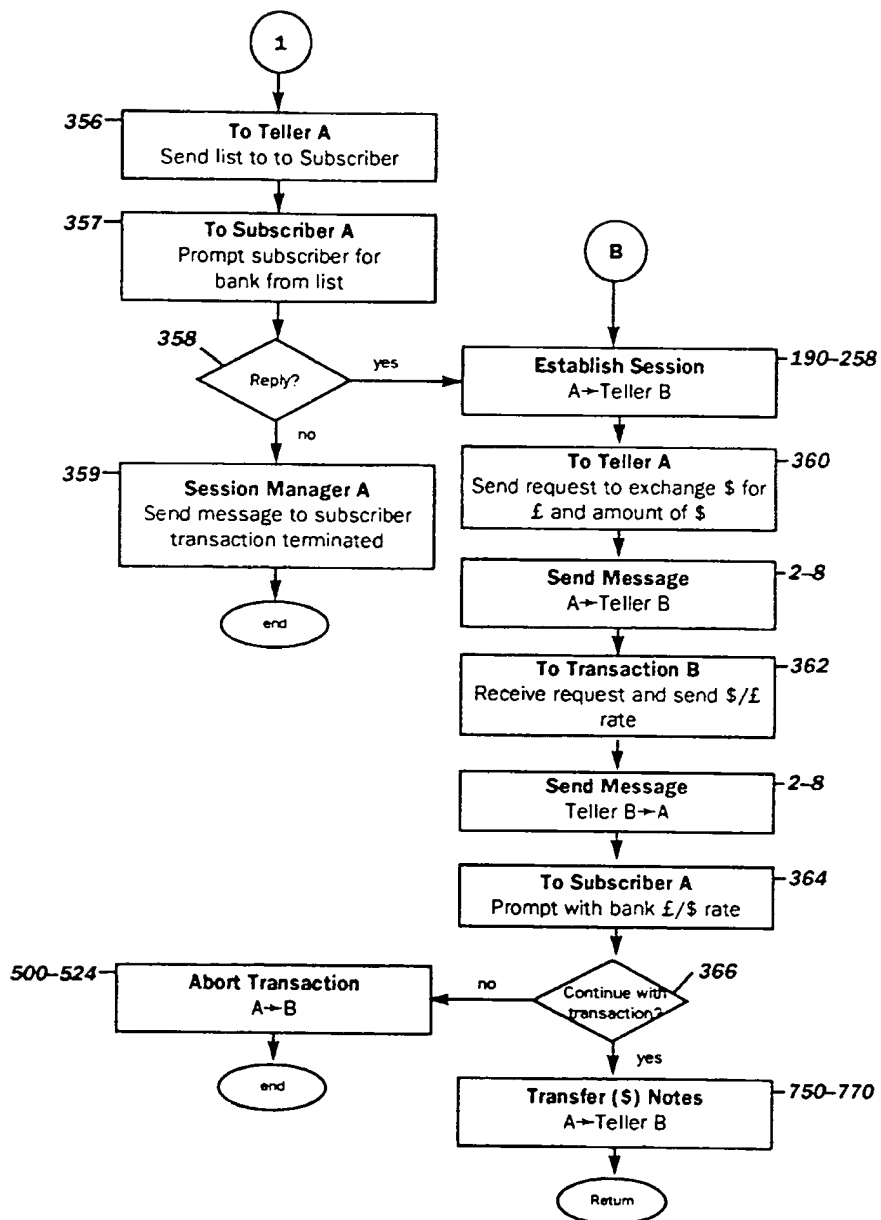 1
356
To Teller A
Send list to to Subscriber
357
To Subscriber A
Prompt subscriber for
bank from list
358
Reply?
yes
no
359
Session Manager A
Send message to subscriber
transaction terminated
end
B
Establish Session
A→Teller B
190–258
To Teller A
Send request to exchange $ for
£ and amount of $
360
Send Message
A→Teller B
2–8
To Transaction B
Receive request and send $/£
rate
362
Send Message
Teller B→A
2–8
To Subscriber A
Prompt with bank £/$ rate
364
Continue with
transaction?
366
no
yes
500–524
Abort Transaction
A→B
end
Transfer ($) Notes
A→Teller B
750–770
Return